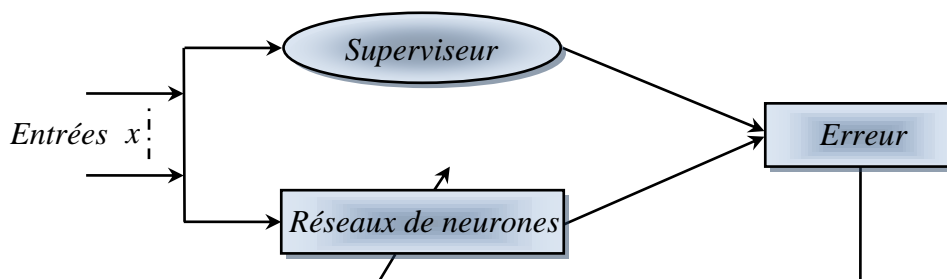 Superviseur
Entrées x
Erreur
Réseaux de neurones